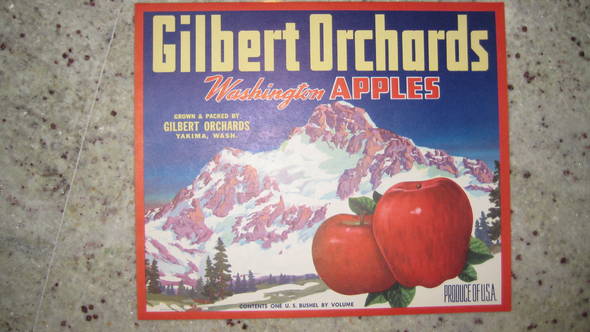 Gilbert Orchards
Washington APPLES
GROWN & PACKED BY
GILBERT ORCHARDS
YAKIMA, WASH.
PRODUCE OF U.S.A.
CONTENTS ONE U. S. BUSHEL BY VOLUME